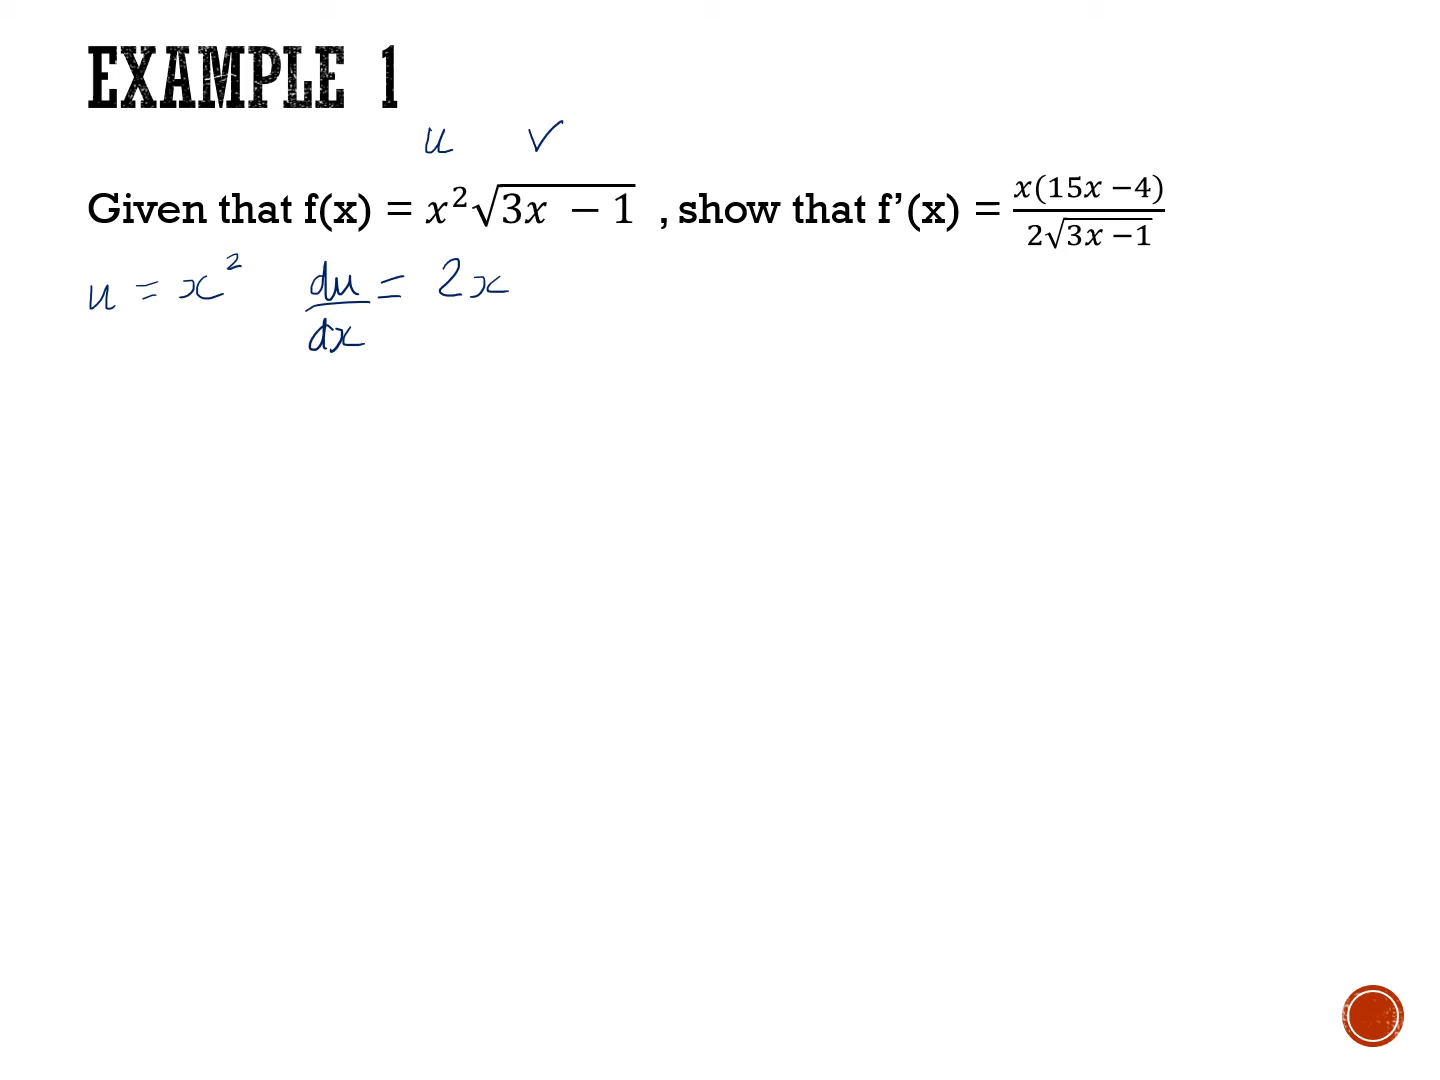 EXAMPLE 1
u v
Given that f(x) = x²√(3x − 1) , show that f’(x) = x(15x −4) / 2√(3x −1)
u = x² du/dx = 2x